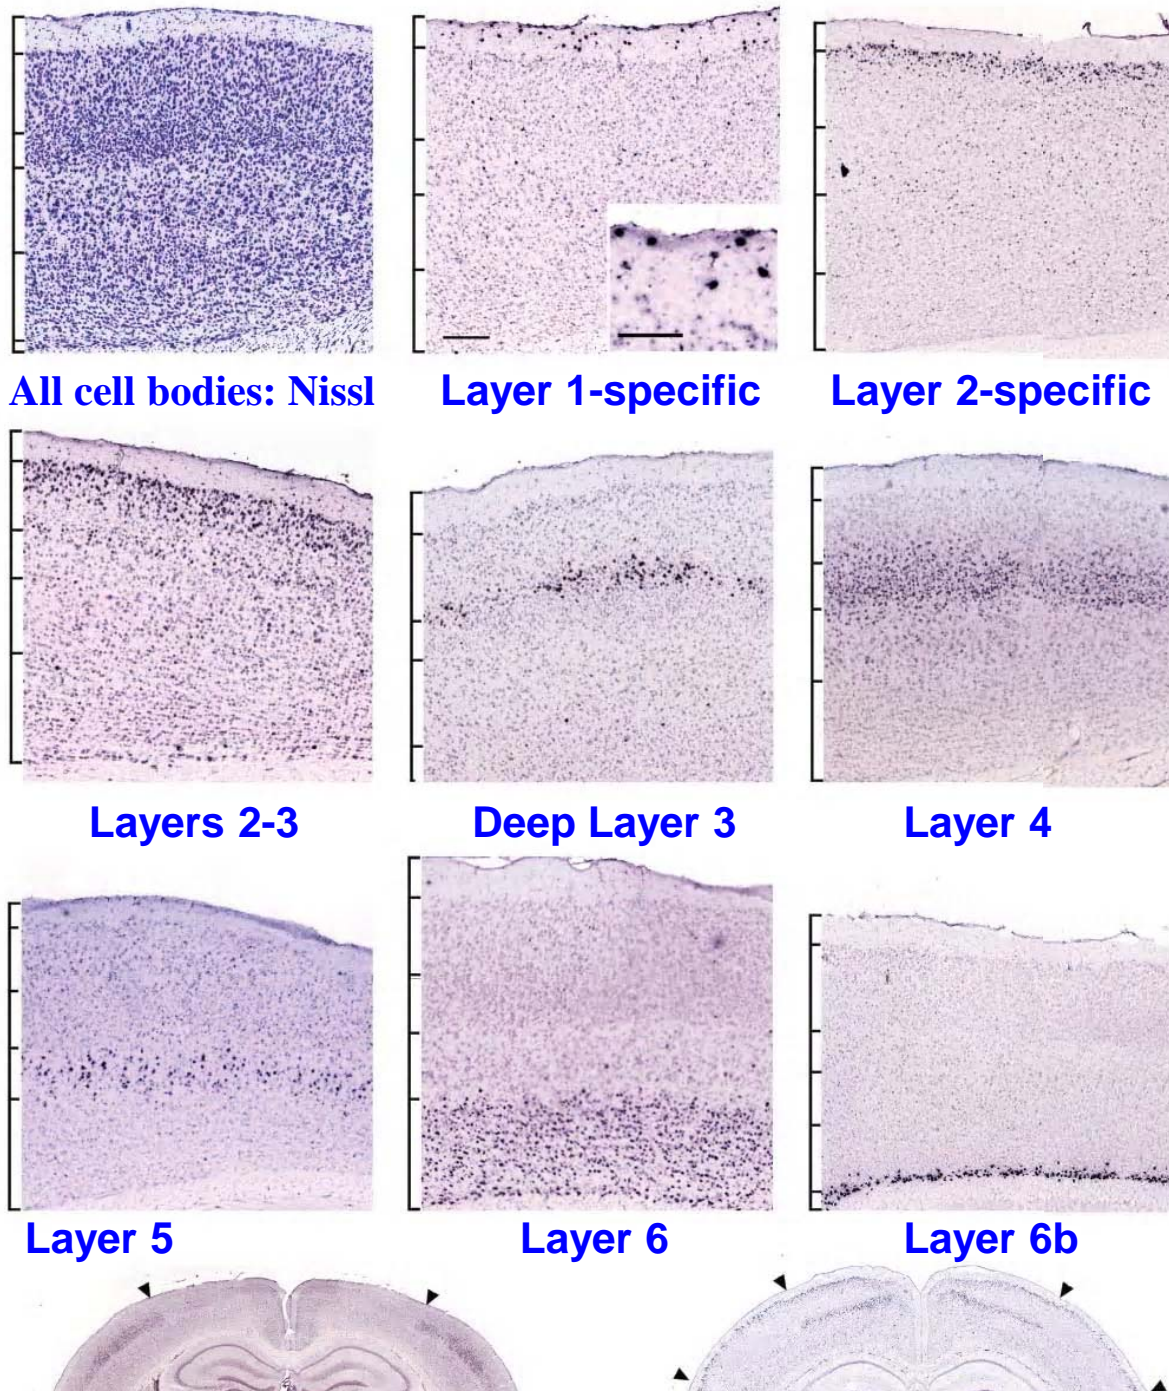 All cell bodies: Nissl
Layer 1-specific
Layer 2-specific
Layers 2-3
Deep Layer 3
Layer 4
Layer 5
Layer 6
Layer 6b